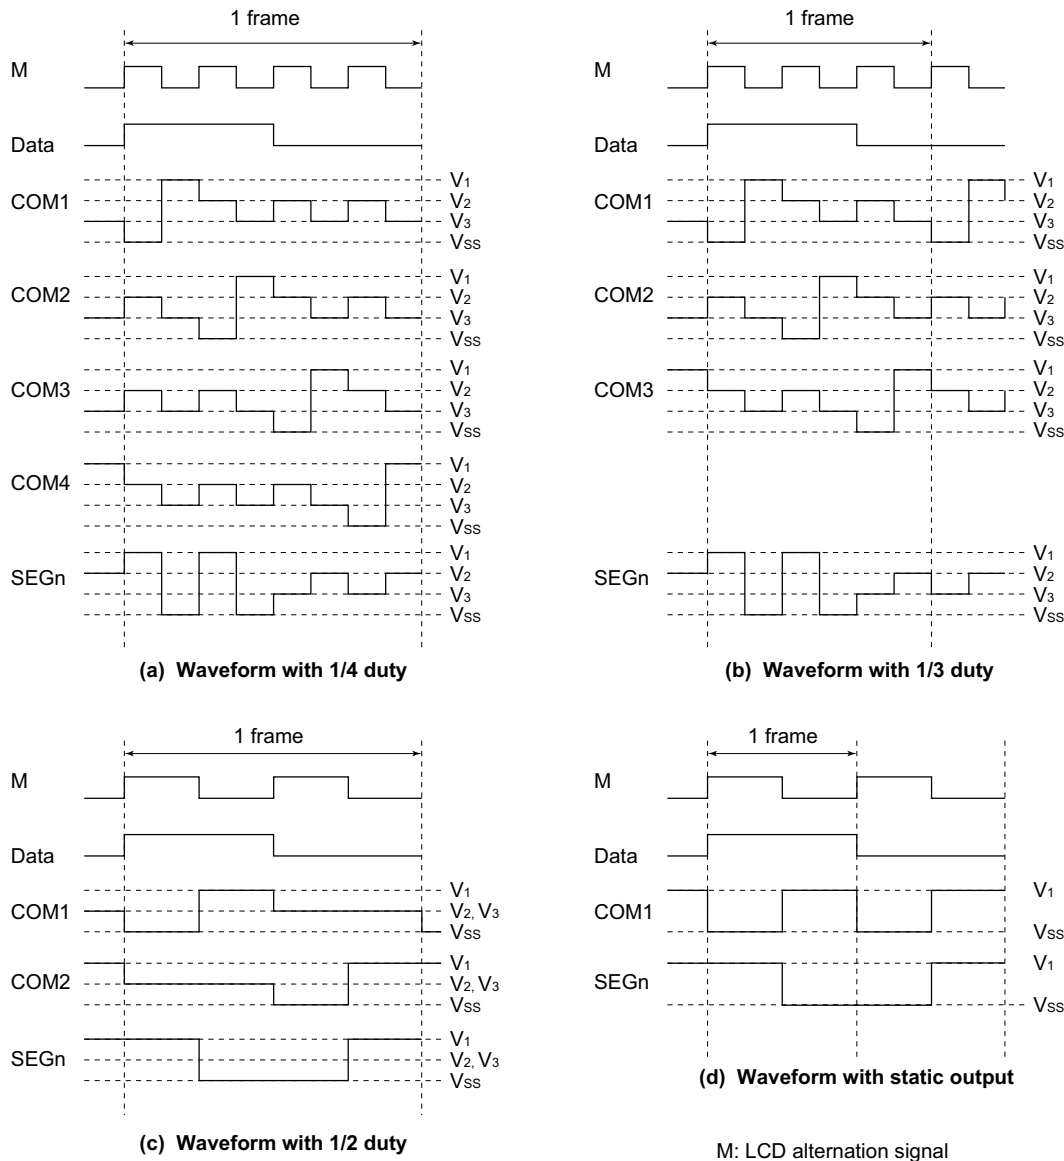 1 frame
M
Data
COM1
V1
V2
V3
VSS
COM2
V1
V2
V3
VSS
COM3
V1
V2
V3
VSS
COM4
V1
V2
V3
VSS
SEGn
V1
V2
V3
VSS
(a) Waveform with 1/4 duty
1 frame
M
Data
COM1
V1
V2
V3
VSS
COM2
V1
V2
V3
VSS
COM3
V1
V2
V3
VSS
SEGn
V1
V2
V3
VSS
(b) Waveform with 1/3 duty
1 frame
M
Data
COM1
V1
V2, V3
VSS
COM2
V1
V2, V3
VSS
SEGn
V1
V2, V3
VSS
(c) Waveform with 1/2 duty
1 frame
M
Data
COM1
V1
VSS
SEGn
V1
VSS
(d) Waveform with static output
M: LCD alternation signal